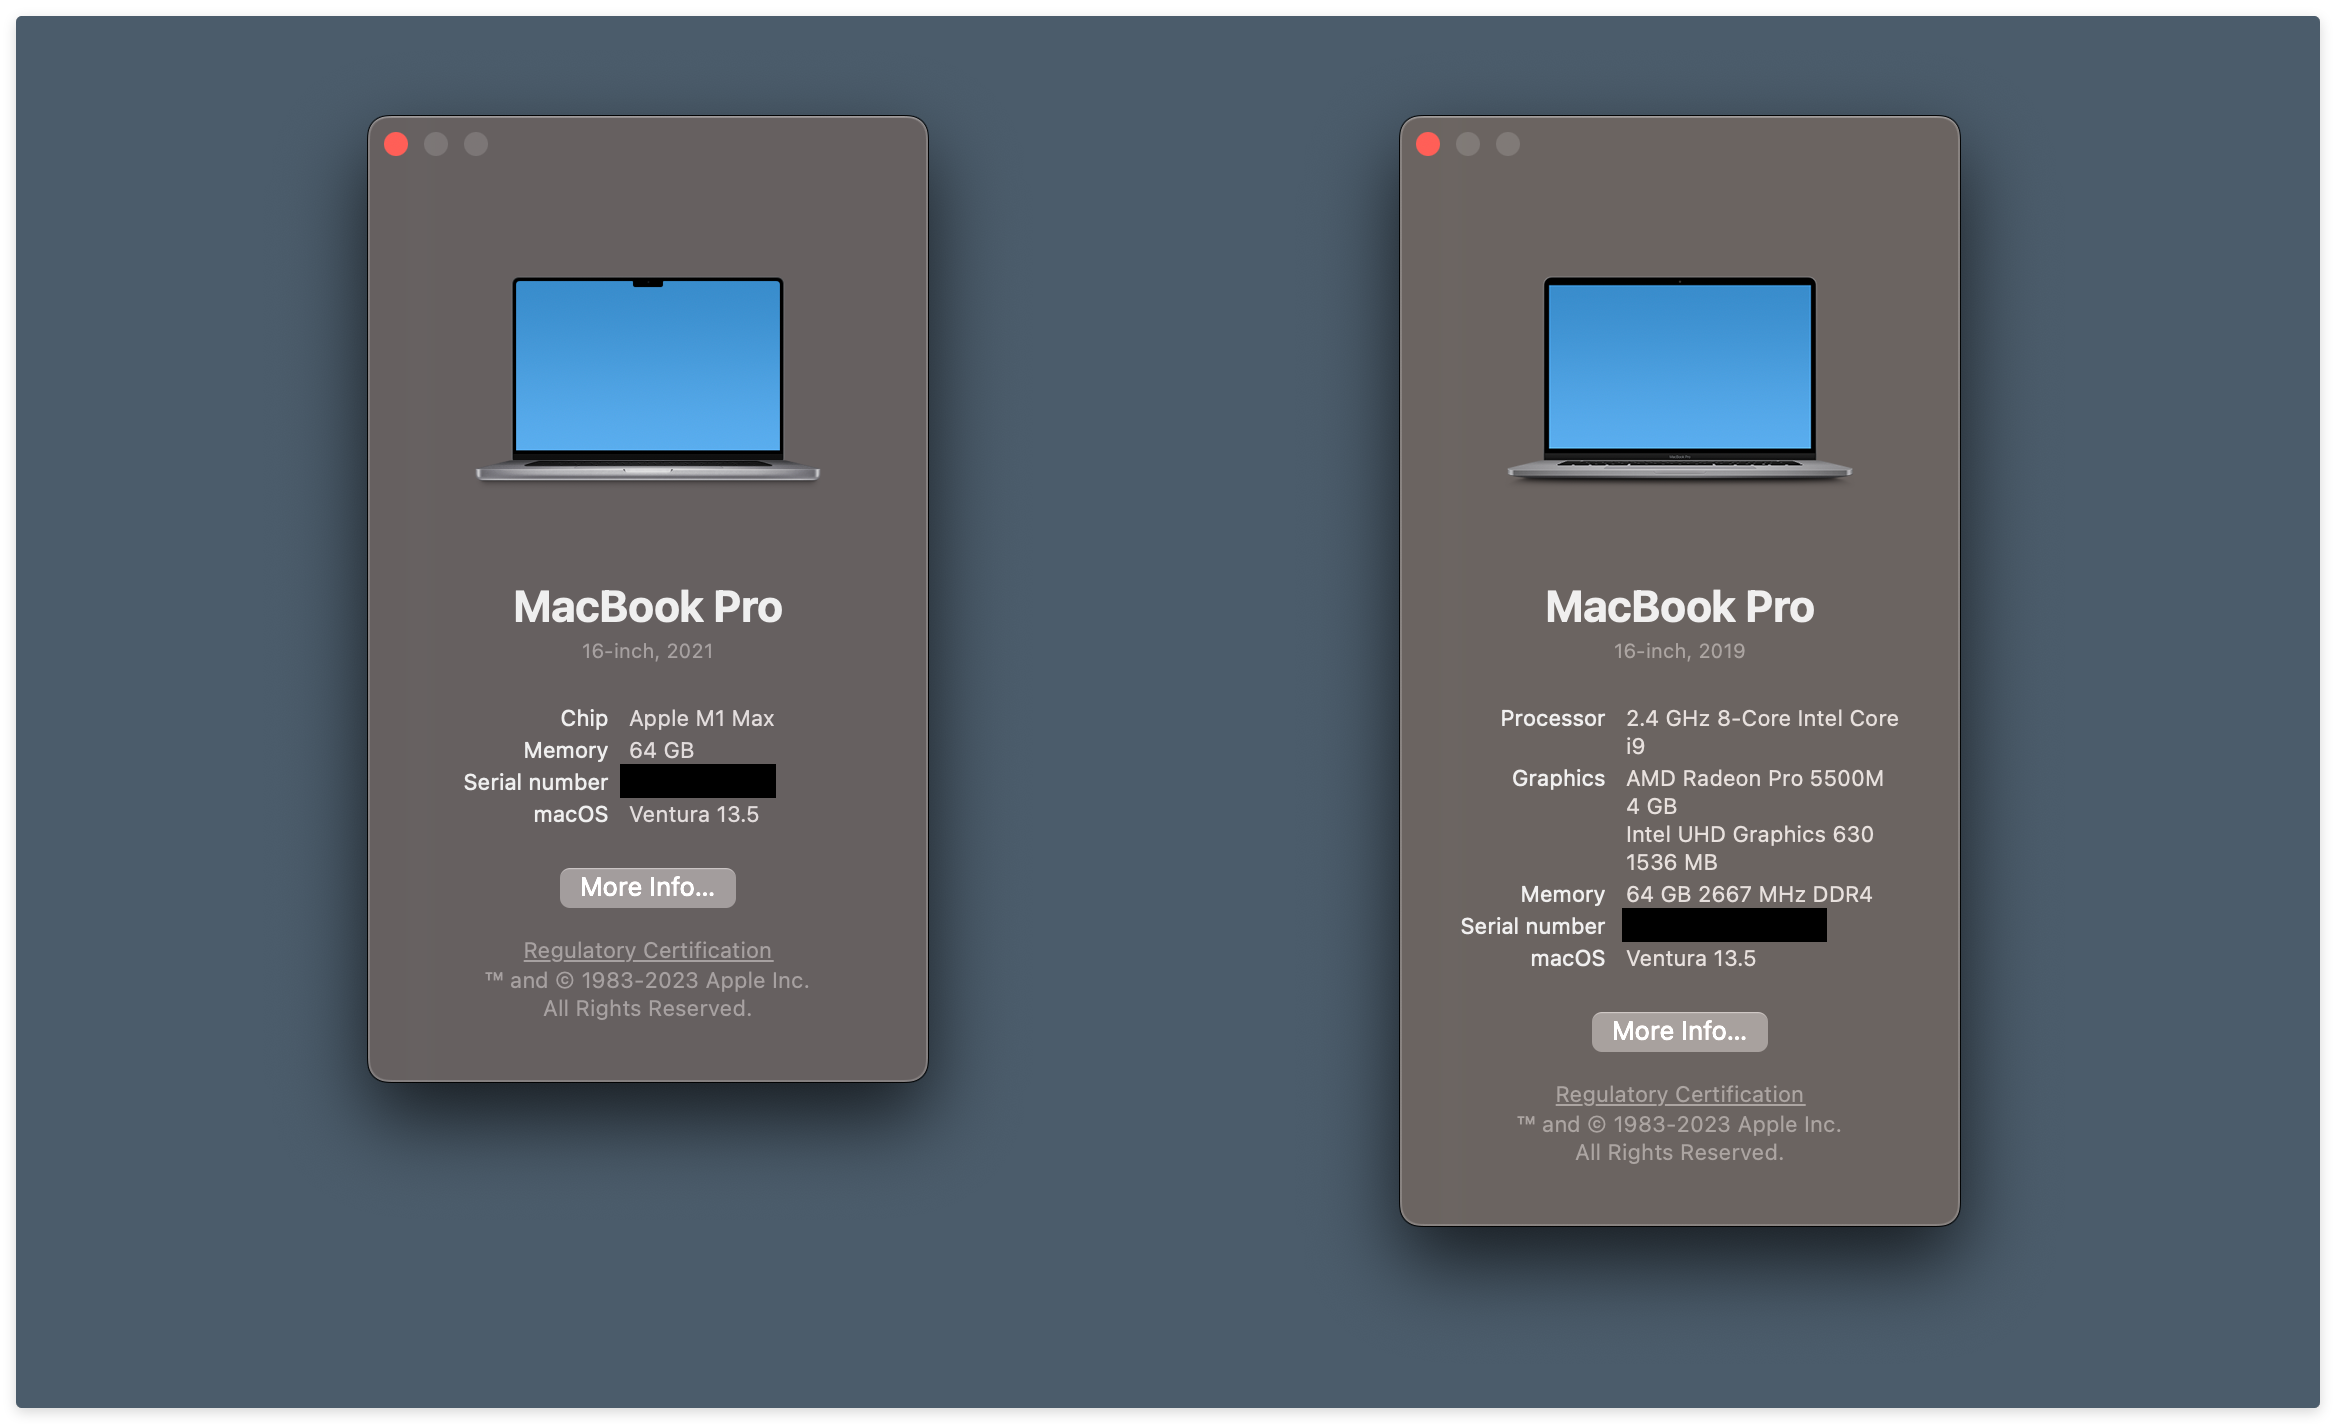 MacBook Pro
16-inch, 2021
Chip Apple M1 Max
Memory 64 GB
Serial number
macOS Ventura 13.5
More Info...
Regulatory Certification
™ and © 1983-2023 Apple Inc.
All Rights Reserved.
MacBook Pro
16-inch, 2019
Processor 2.4 GHz 8-Core Intel Core
i9
Graphics AMD Radeon Pro 5500M
4 GB
Intel UHD Graphics 630
1536 MB
Memory 64 GB 2667 MHz DDR4
Serial number
macOS Ventura 13.5
More Info...
Regulatory Certification
™ and © 1983-2023 Apple Inc.
All Rights Reserved.